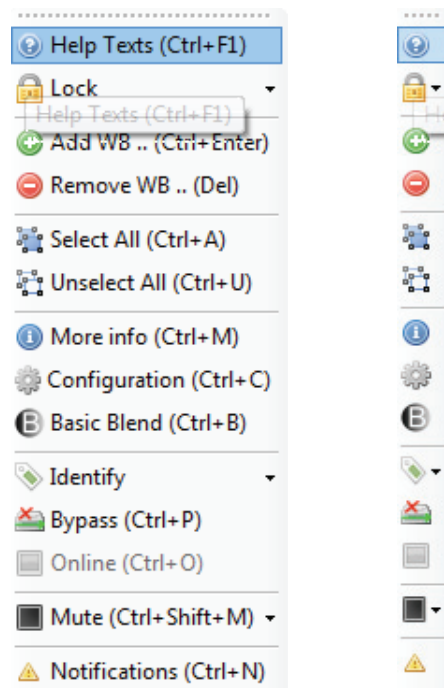 Help Texts (Ctrl+F1)
Lock
Help Texts (Ctrl+F1)
Add WB .. (Ctrl+Enter)
Remove WB .. (Del)
Select All (Ctrl+A)
Unselect All (Ctrl+U)
More info (Ctrl+M)
Configuration (Ctrl+C)
Basic Blend (Ctrl+B)
Identify
Bypass (Ctrl+P)
Online (Ctrl+O)
Mute (Ctrl+Shift+M)
Notifications (Ctrl+N)